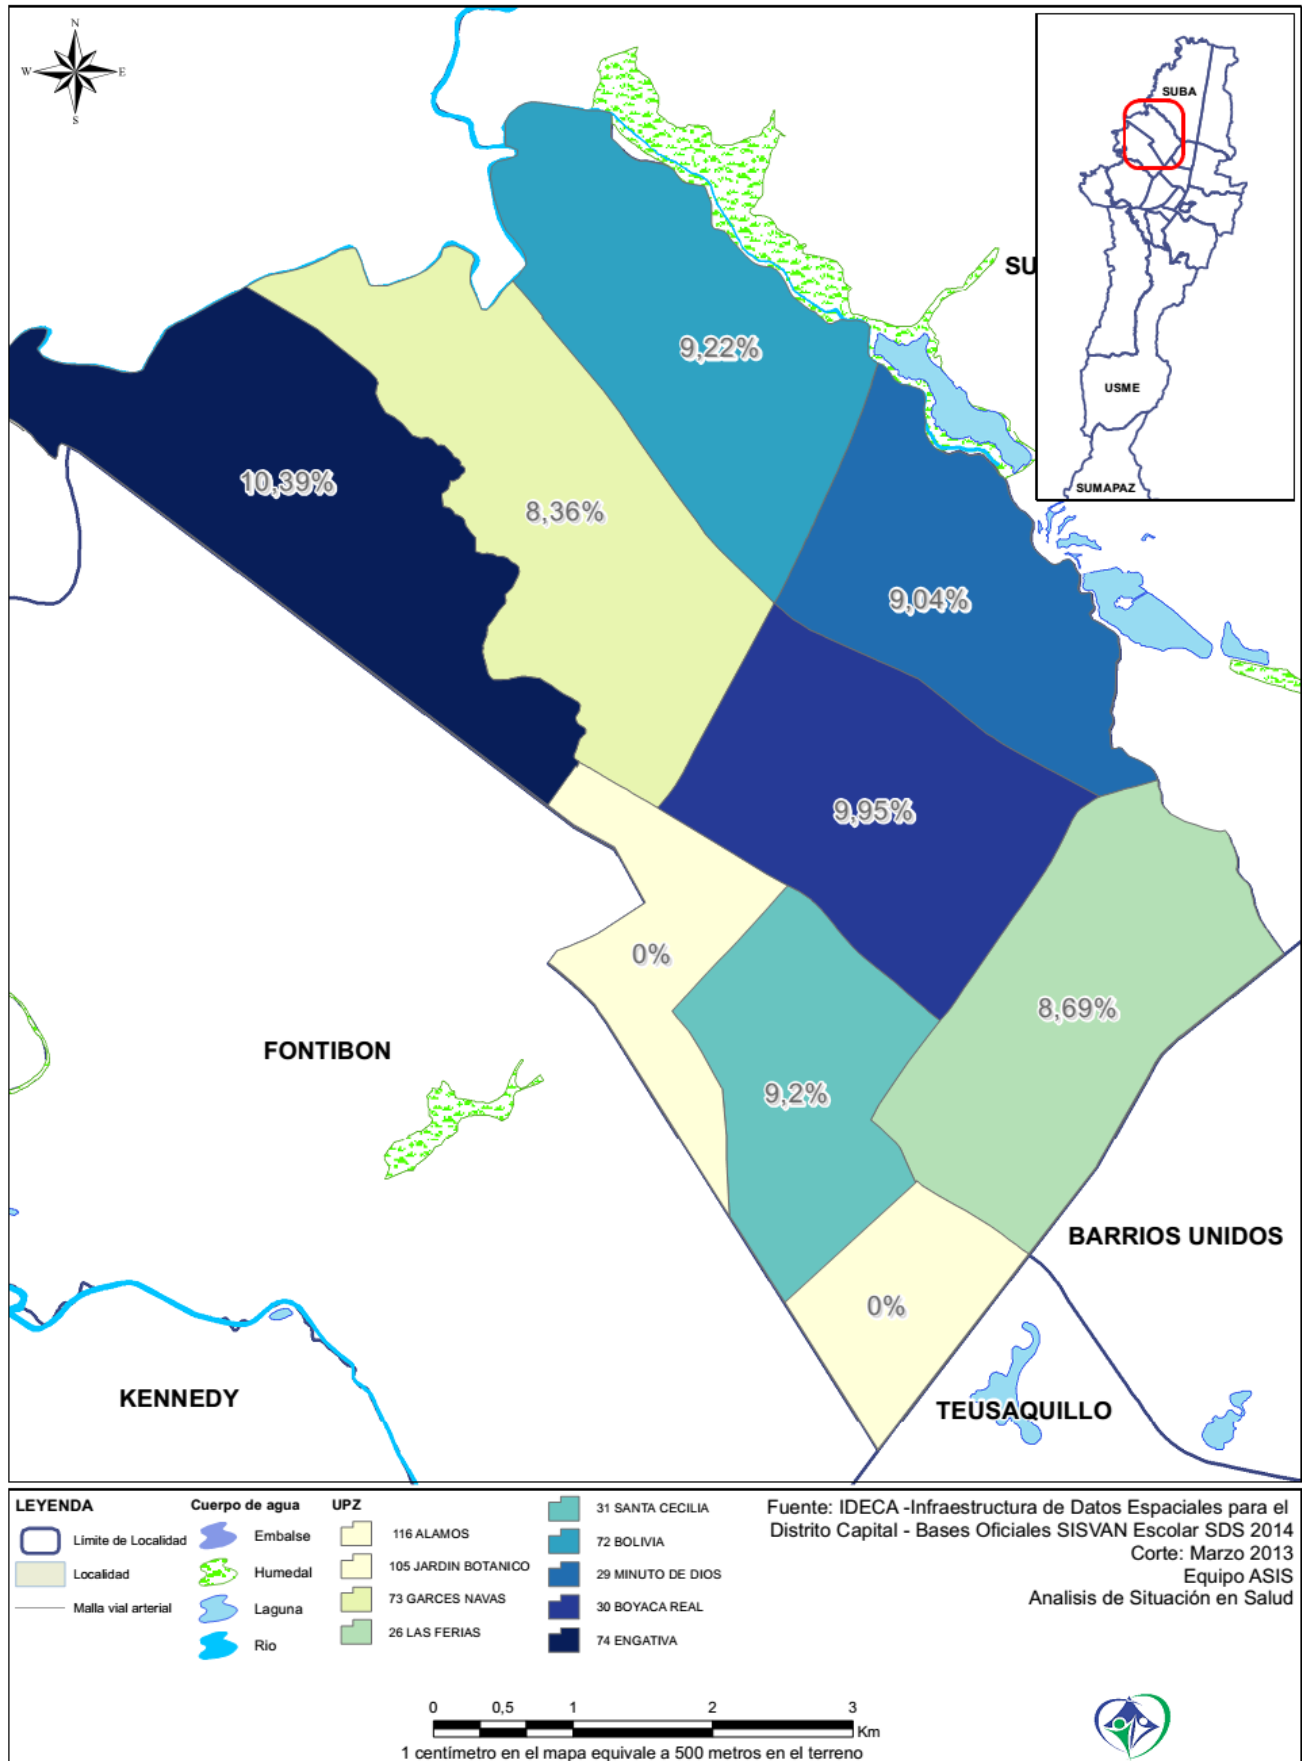 N
W
E
S
SUBA
USME
SUMAPAZ
SU
9,22%
10,39%
8,36%
9,04%
9,95%
0%
8,69%
FONTIBON
9,2%
BARRIOS UNIDOS
0%
KENNEDY
TEUSAQUILLO
LEYENDA
Límite de Localidad
Localidad
Malla vial arterial
Cuerpo de agua
Embalse
Humedal
Laguna
Rio
UPZ
116 ALAMOS
105 JARDIN BOTANICO
73 GARCES NAVAS
26 LAS FERIAS
31 SANTA CECILIA
72 BOLIVIA
29 MINUTO DE DIOS
30 BOYACA REAL
74 ENGATIVA
Fuente: IDECA -Infraestructura de Datos Espaciales para el
Distrito Capital - Bases Oficiales SISVAN Escolar SDS 2014
Corte: Marzo 2013
Equipo ASIS
Analisis de Situación en Salud
0 0,5 1 2 3
Km
1 centímetro en el mapa equivale a 500 metros en el terreno